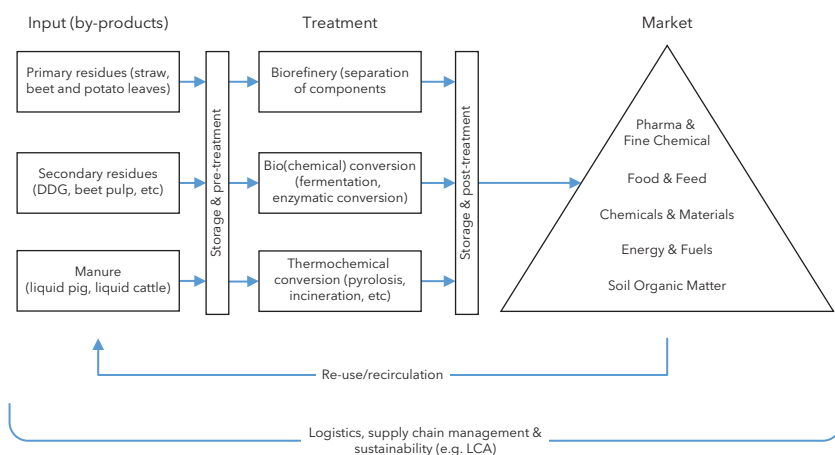 Input (by-products)
Treatment
Market
Primary residues (straw,
beet and potato leaves)
Secondary residues
(DDG, beet pulp, etc)
Manure
(liquid pig, liquid cattle)
Storage & pre-treatment
Biorefinery (separation
of components
Bio(chemical) conversion
(fermentation,
enzymatic conversion)
Thermochemical
conversion (pyrolosis,
incineration, etc)
Storage & post-treatment
Pharma &
Fine Chemical
Food & Feed
Chemicals & Materials
Energy & Fuels
Soil Organic Matter
Re-use/recirculation
Logistics, supply chain management &
sustainability (e.g. LCA)